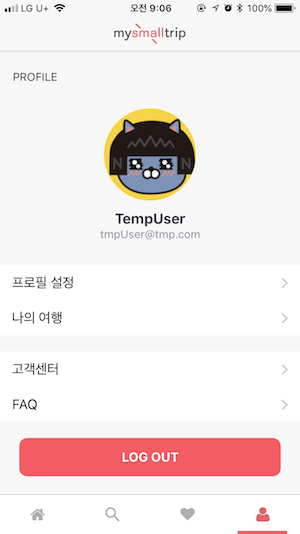 LG U+
오전 9:06
100%
mysmalltrip
PROFILE
N N
TempUser
tmpUser@tmp.com
프로필 설정
나의 여행
고객센터
FAQ
LOG OUT